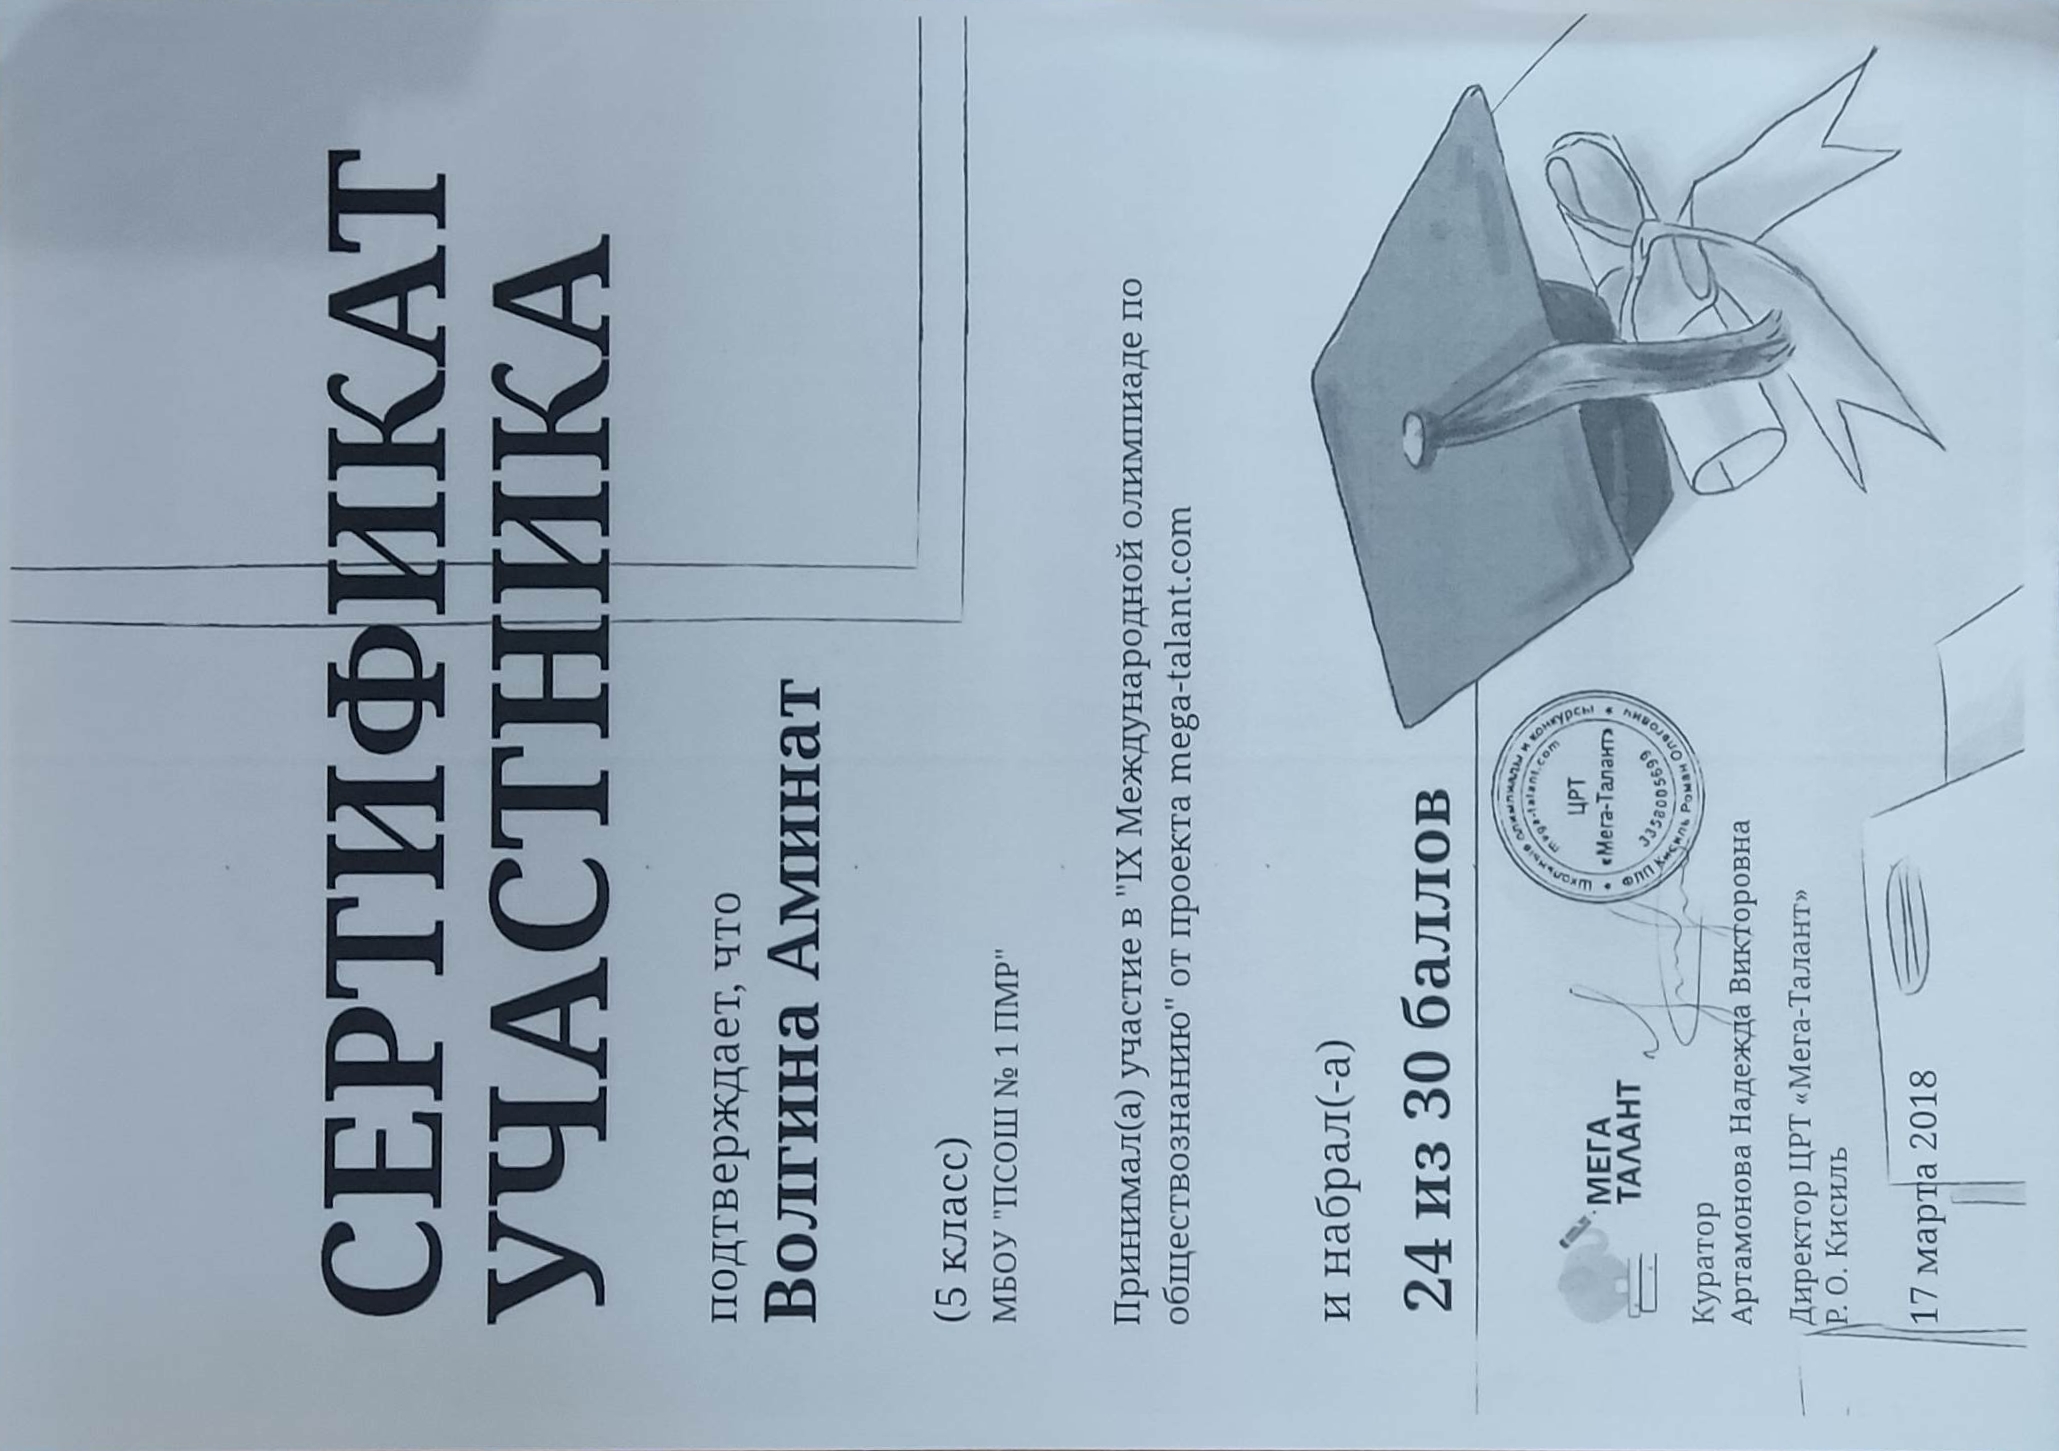 СЕРТИФИКАТ
УЧАСТНИКА
подтверждает, что
Волгина Аминат
(5 класс)
МБОУ "ПСОШ № 1 ПМР"
Принимал(а) участие в "IX Международной олимпиаде по
обществознанию" от проекта mega-talant.com
и набрал(-а)
24 из 30 баллов
МЕГА
ТАЛАНТ
Школьные олимпиады и конкурсы
mega-talant.com
ЦРТ
«Мега-Талант»
3358005699
ФЛП Кисиль Роман Ольгович
Куратор
Артамонова Надежда Викторовна
Директор ЦРТ «Мега-Талант»
Р. О. Кисиль
17 марта 2018